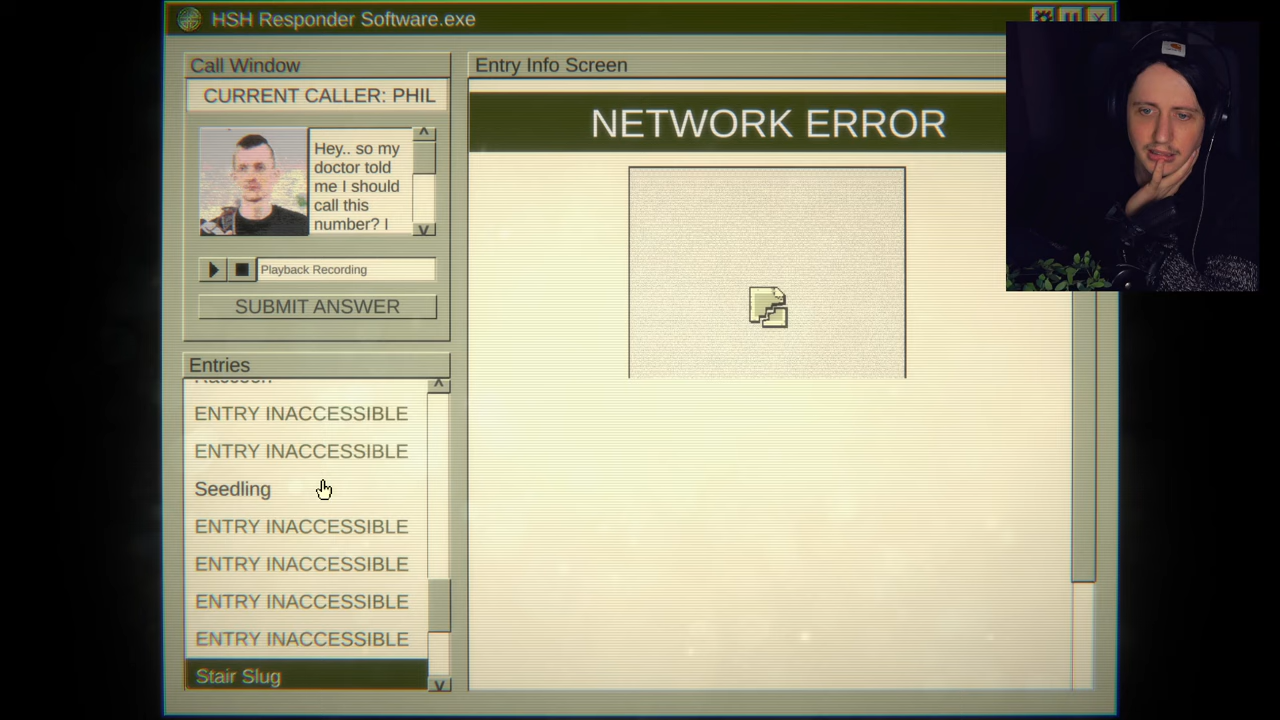 HSH Responder Software.exe
Call Window
CURRENT CALLER: PHIL
Hey.. so my
doctor told
me I should
call this
number? I
Playback Recording
SUBMIT ANSWER
Entries
Raccoon
ENTRY INACCESSIBLE
ENTRY INACCESSIBLE
Seedling
ENTRY INACCESSIBLE
ENTRY INACCESSIBLE
ENTRY INACCESSIBLE
ENTRY INACCESSIBLE
Stair Slug
Entry Info Screen
NETWORK ERROR